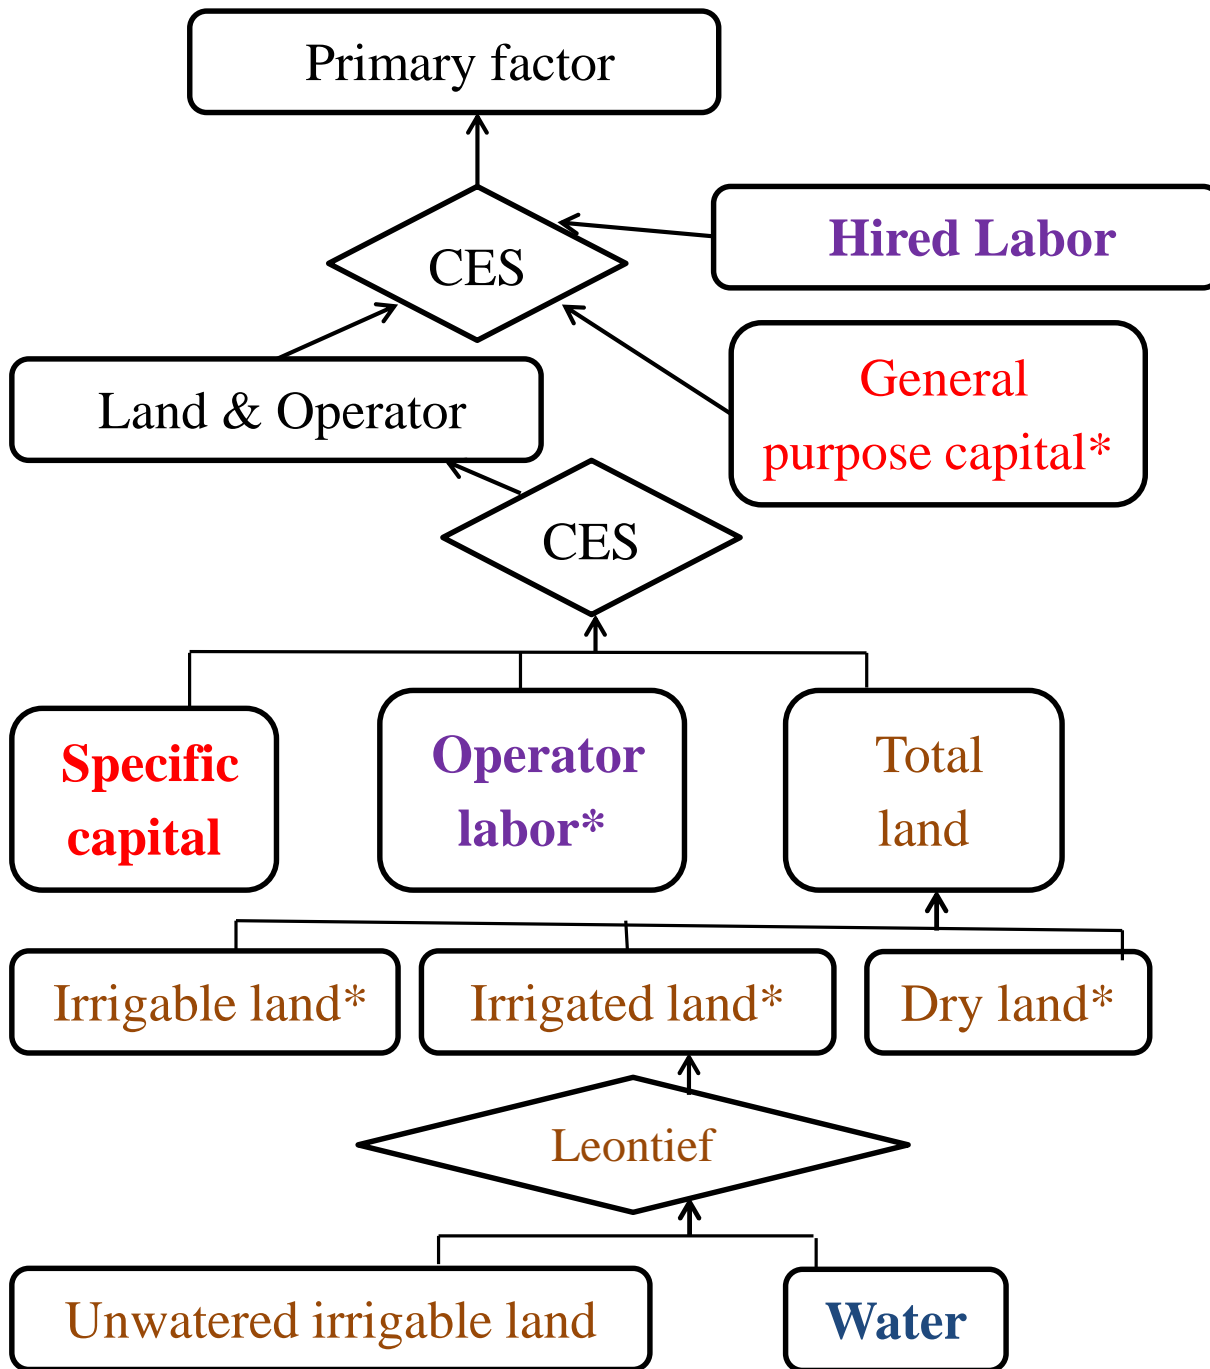 Primary factor
CES
Hired Labor
General
purpose capital*
Land & Operator
CES
Specific
capital
Operator
labor*
Total
land
Irrigable land*
Irrigated land*
Dry land*
Leontief
Unwatered irrigable land
Water